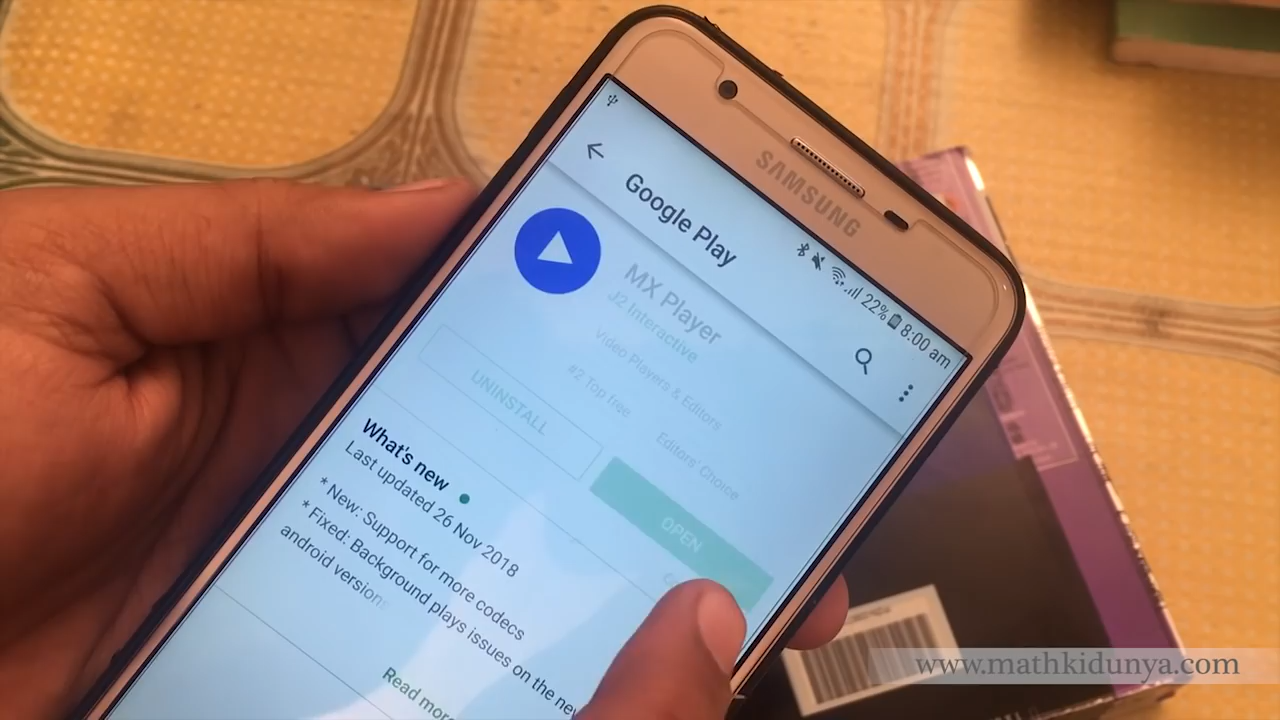 SAMSUNG
22% 8:00 am
Google Play
MX Player
J2 Interactive
Video Players & Editors
#2 Top free
Editors' Choice
UNINSTALL
OPEN
What's new
Last updated 26 Nov 2018
* New: Support for more codecs
* Fixed: Background plays issues on the new
android version
Read more
www.mathkidunya.com